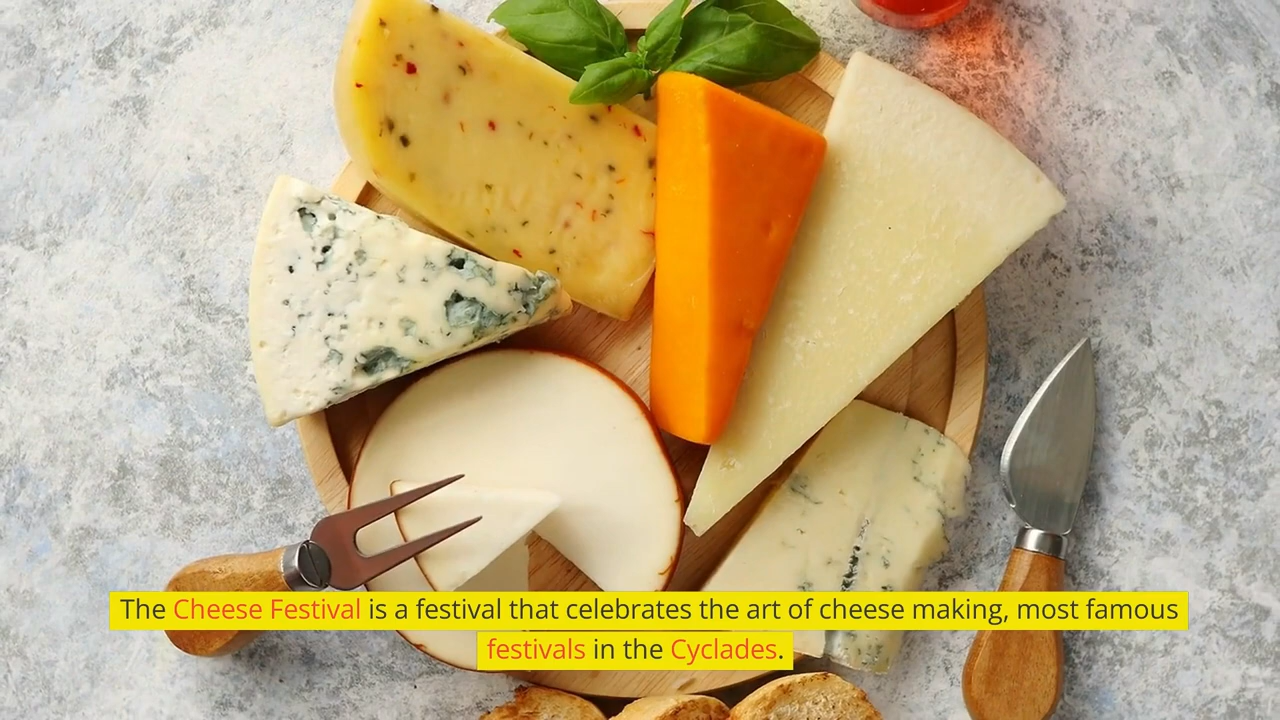 The Cheese Festival is a festival that celebrates the art of cheese making, most famous
festivals in the Cyclades.